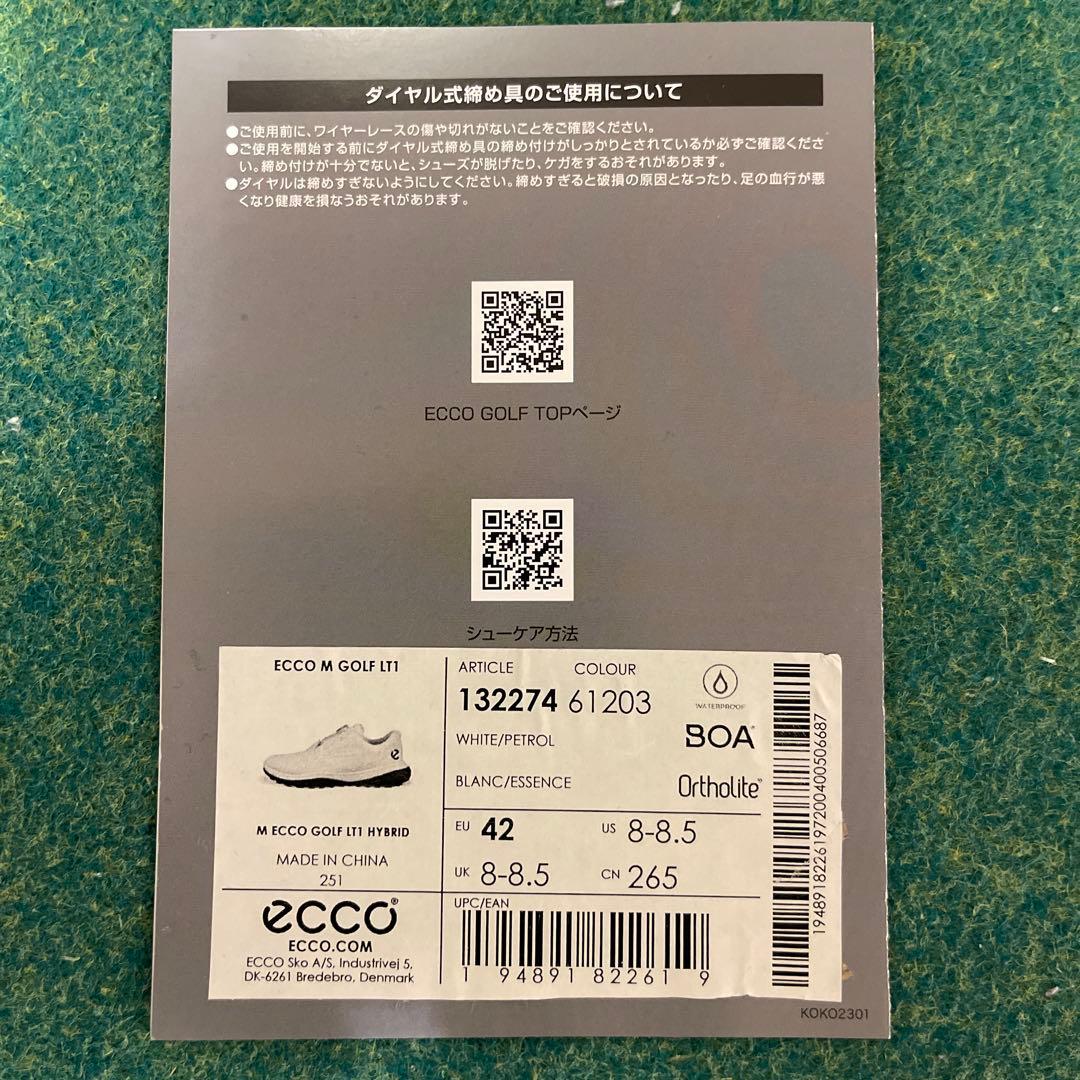 ダイヤル式締め具のご使用について
●ご使用前に、ワイヤーレースの傷や切れがないことをご確認ください。
●ご使用を開始する前にダイヤル式締め具の締め付けがしっかりとされているか必ずご確認くださ
い。締め付けが十分でないと、シューズが脱げたり、ケガをするおそれがあります。
●ダイヤルは締めすぎないようにしてください。締めすぎると破損の原因となったり、足の血行が悪
くなり健康を損なうおそれがあります。
ECCO GOLF TOPページ
シューケア方法
ECCO M GOLF LT1
M ECCO GOLF LT1 HYBRID
MADE IN CHINA
251
ecco®
ECCO.COM
ECCO Sko A/S, Industrivej 5,
DK-6261 Bredebro, Denmark
ARTICLE COLOUR
132274 61203
WHITE/PETROL
BLANC/ESSENCE
WATERPROOF
BOA
Ortholite
EU 42 US 8-8.5
UK 8-8.5 CN 265
UPC/EAN
1 94891 82261 9
19489182261972004005066​87
KOKO2301